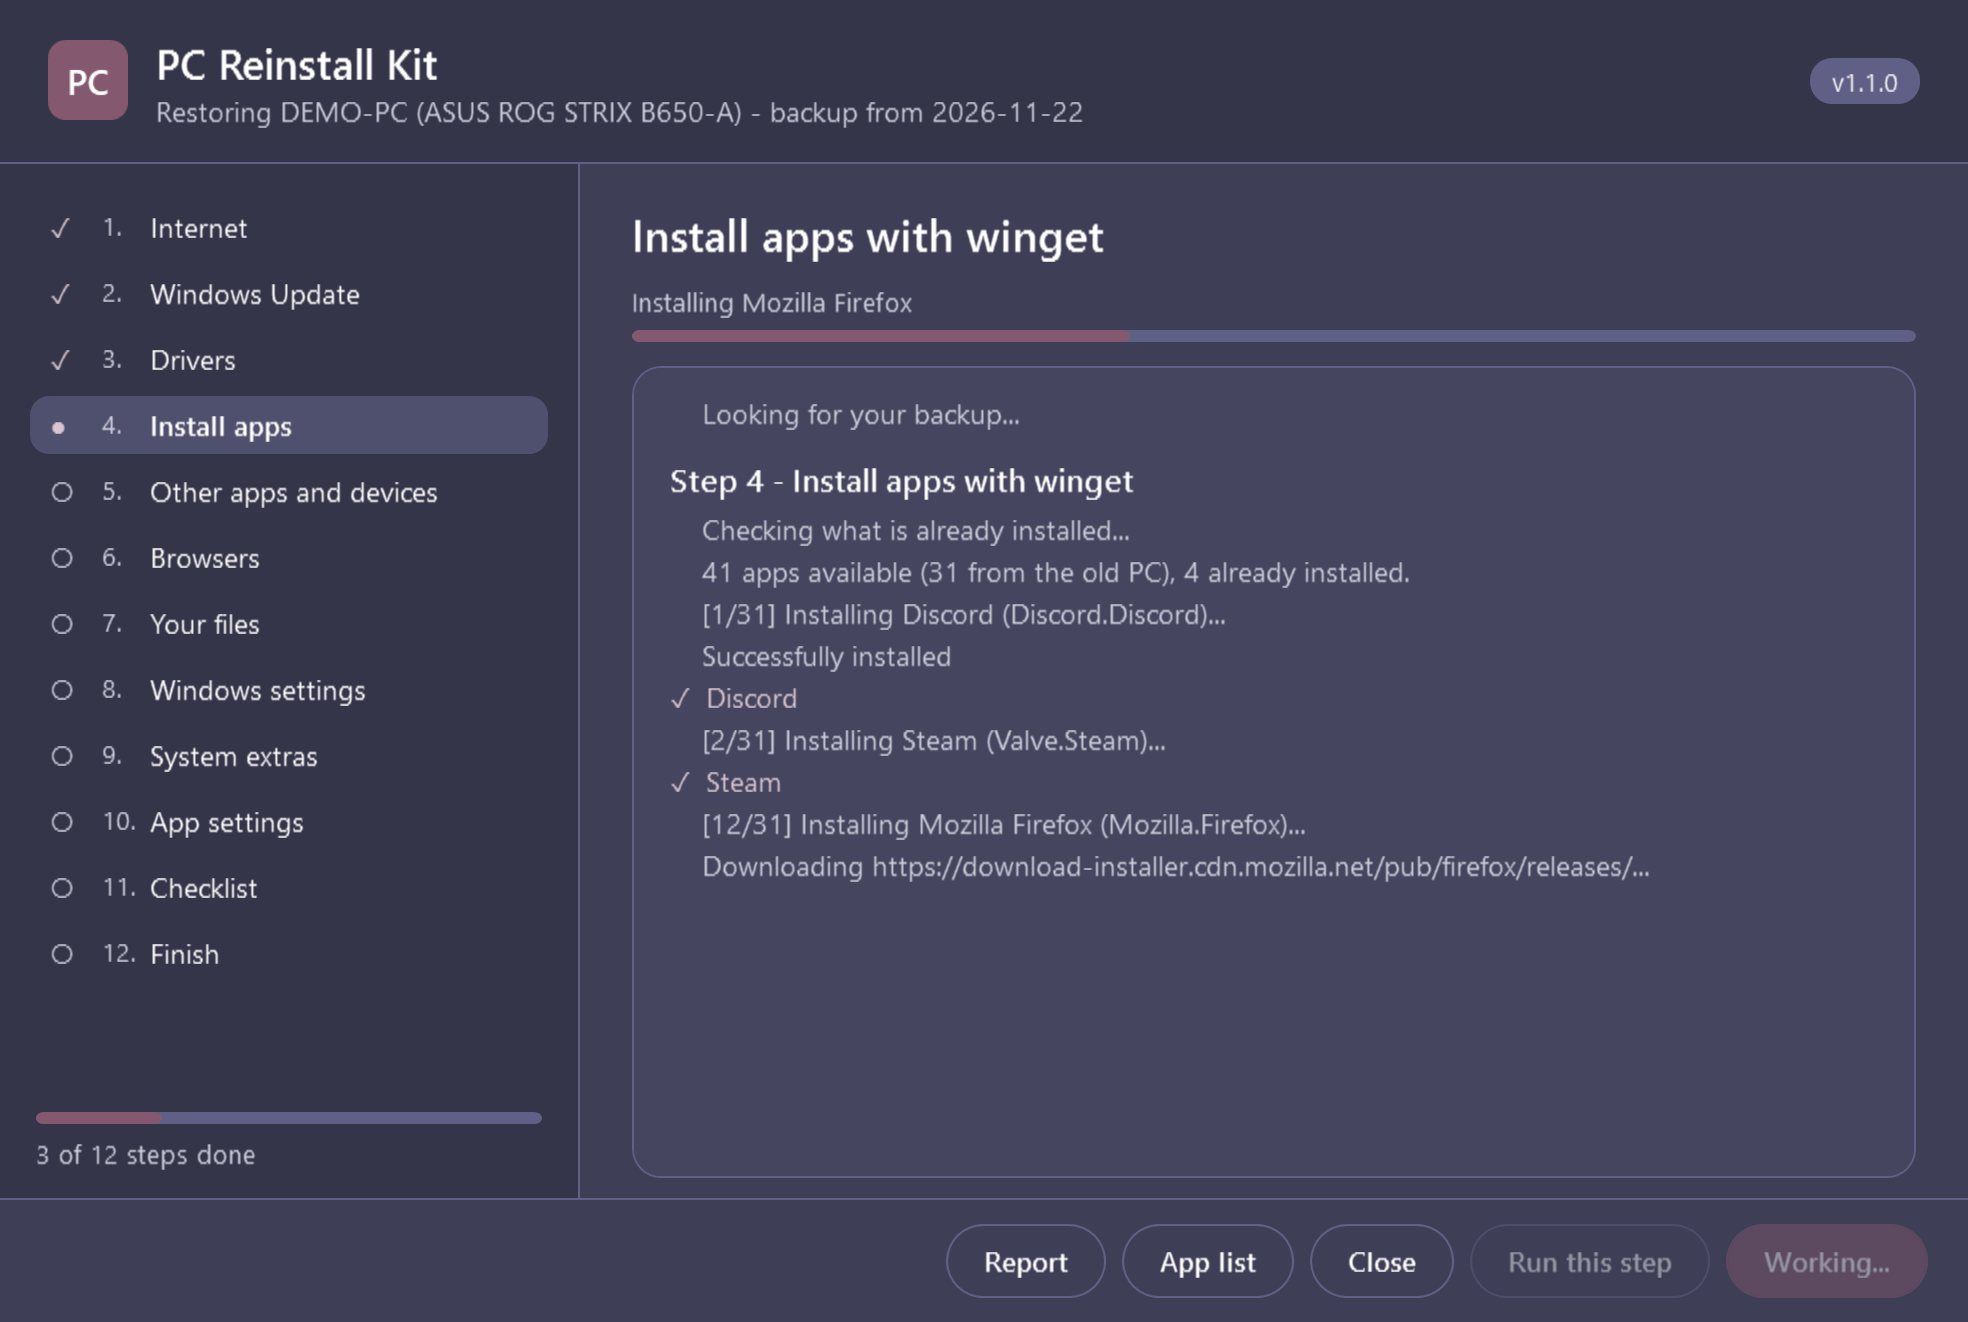 PC
PC Reinstall Kit
Restoring DEMO-PC (ASUS ROG STRIX B650-A) - backup from 2026-11-22
v1.1.0
✓ 1. Internet
✓ 2. Windows Update
✓ 3. Drivers
4. Install apps
5. Other apps and devices
6. Browsers
7. Your files
8. Windows settings
9. System extras
10. App settings
11. Checklist
12. Finish
3 of 12 steps done
Install apps with winget
Installing Mozilla Firefox
Looking for your backup...
Step 4 - Install apps with winget
Checking what is already installed...
41 apps available (31 from the old PC), 4 already installed.
[1/31] Installing Discord (Discord.Discord)...
Successfully installed
✓ Discord
[2/31] Installing Steam (Valve.Steam)...
✓ Steam
[12/31] Installing Mozilla Firefox (Mozilla.Firefox)...
Downloading https://download-installer.cdn.mozilla.net/pub/firefox/releases/...
Report
App list
Close
Run this step
Working...